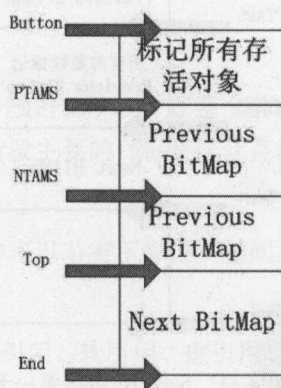 Button
标记所有存
活对象
PTAMS
Previous
BitMap
NTAMS
Previous
BitMap
Top
Next BitMap
End